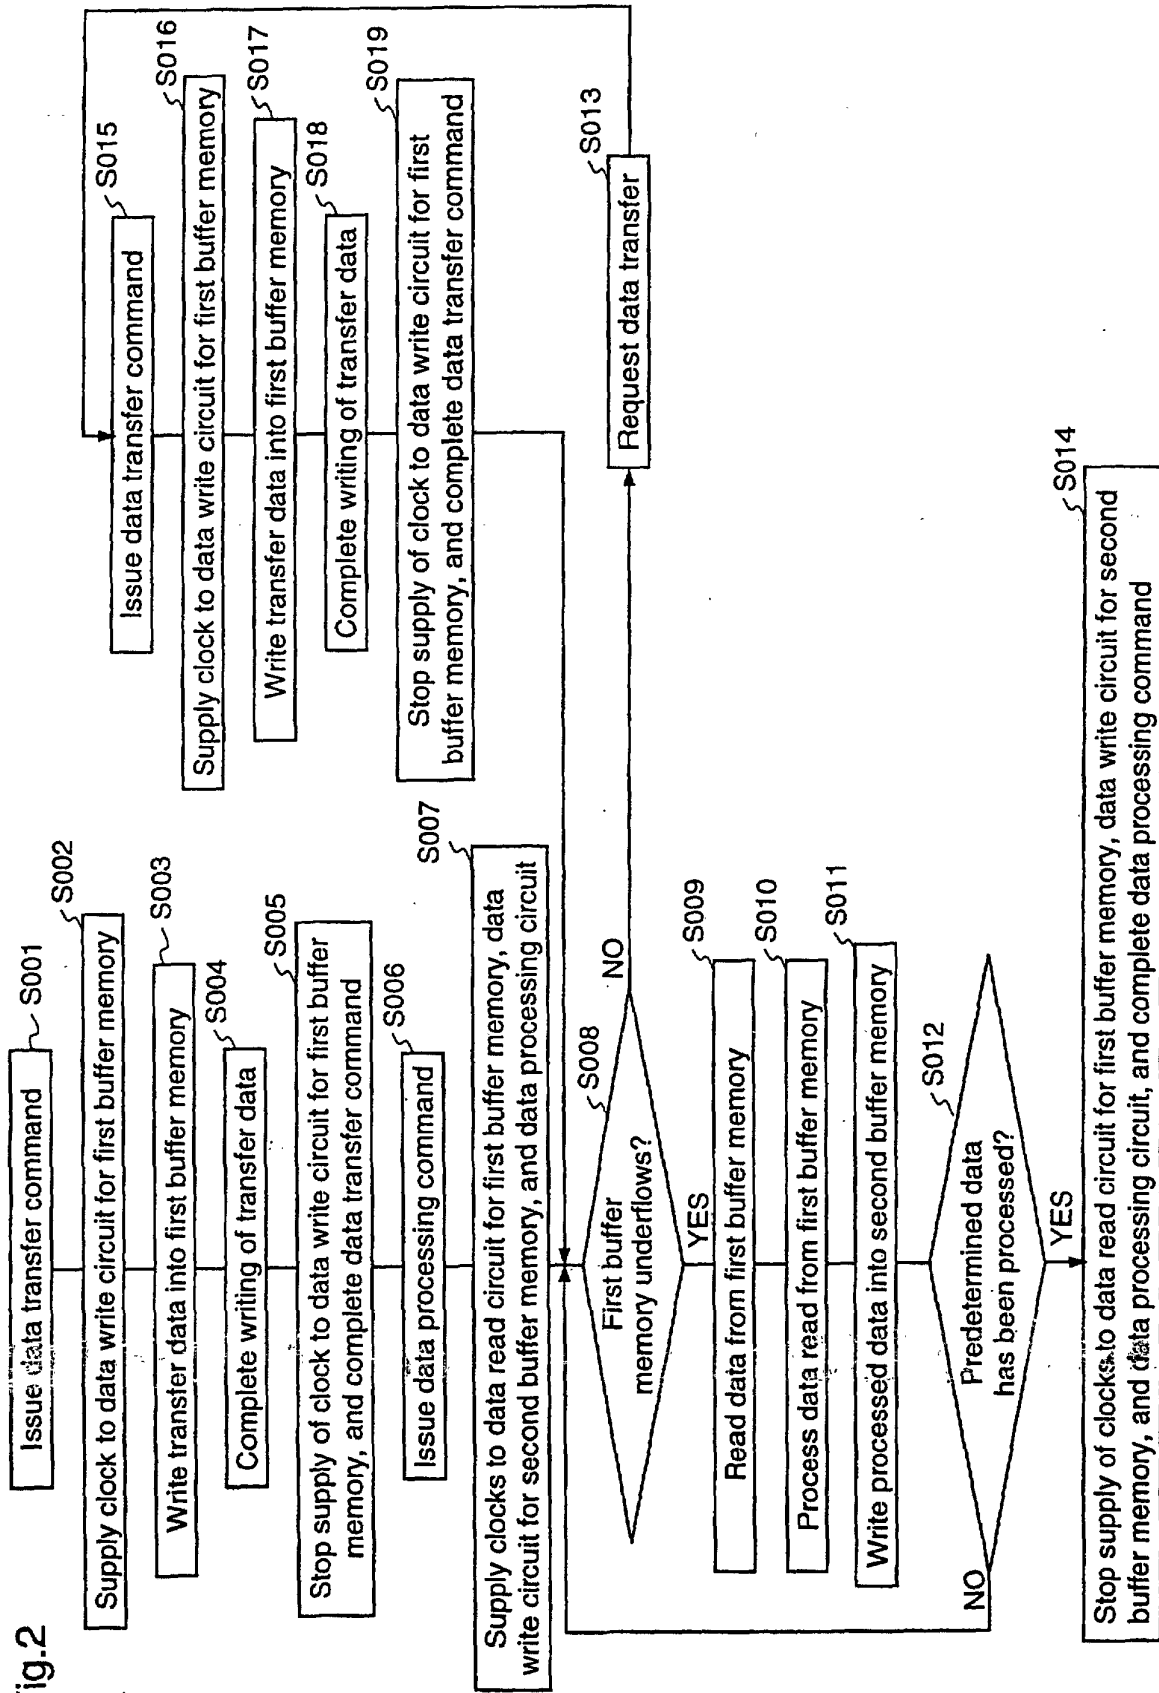 Fig.2
Issue data transfer command
S001
Supply clock to data write circuit for first buffer memory
S002
Write transfer data into first buffer memory
S003
Complete writing of transfer data
S004
Stop supply of clock to data write circuit for first buffer
memory, and complete data transfer command
S005
Issue data processing command
S006
Supply clocks to data read circuit for first buffer memory, data
write circuit for second buffer memory, and data processing circuit
S007
First buffer
memory underflows?
S008
NO
YES
Read data from first buffer memory
S009
Process data read from first buffer memory
S010
Write processed data into second buffer memory
S011
Predetermined data
has been processed?
S012
NO
YES
Stop supply of clocks to data read circuit for first buffer memory, data write circuit for second
buffer memory, and data processing circuit, and complete data processing command
S014
Request data transfer
S013
Issue data transfer command
S015
Supply clock to data write circuit for first buffer memory
S016
Write transfer data into first buffer memory
S017
Complete writing of transfer data
S018
Stop supply of clock to data write circuit for first
buffer memory, and complete data transfer command
S019